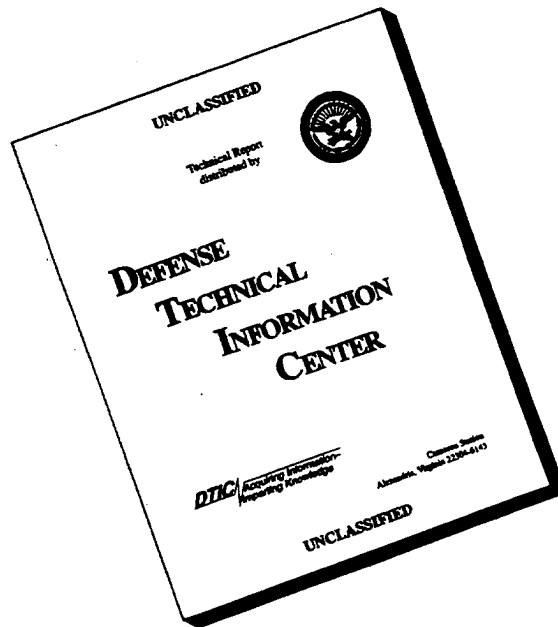 UNCLASSIFIED
Technical Report
distributed by
DEFENSE
TECHNICAL
INFORMATION
CENTER
DTIC Acquiring Information-
Imparting Knowledge
Cameron Station
Alexandria, Virginia 22304-6145
UNCLASSIFIED